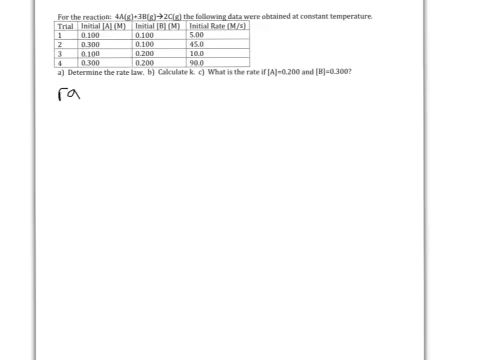 For the reaction: 4A(g)+3B(g)→2C(g) the following data were obtained at constant temperature.
Trial Initial [A] (M) Initial [B] (M) Initial Rate (M/s)
1 0.100 0.100 5.00
2 0.300 0.100 45.0
3 0.100 0.200 10.0
4 0.300 0.200 90.0
a) Determine the rate law. b) Calculate k. c) What is the rate if [A]=0.200 and [B]=0.300?
ra